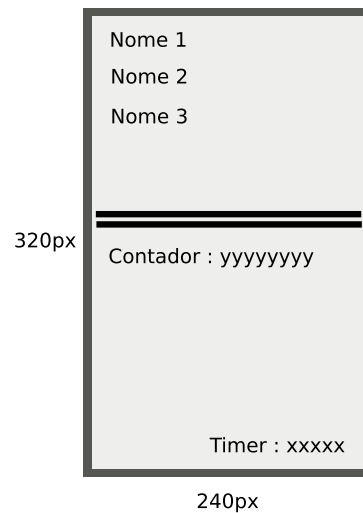 Nome 1
Nome 2
Nome 3
320px
Contador : yyyyyyyy
Timer : xxxxx
240px